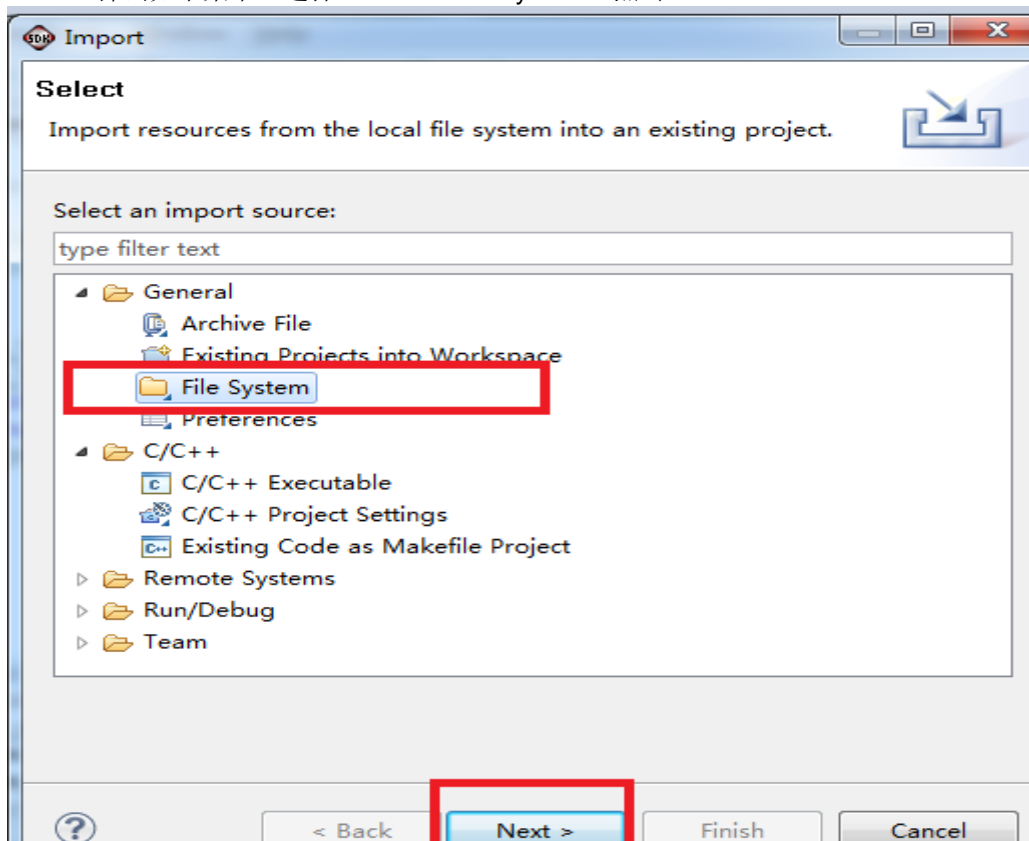 SDK Import
Select
Import resources from the local file system into an existing project.
Select an import source:
type filter text
General
Archive File
Existing Projects into Workspace
File System
Preferences
C/C++
C/C++ Executable
C/C++ Project Settings
Existing Code as Makefile Project
Remote Systems
Run/Debug
Team
< Back Next > Finish Cancel